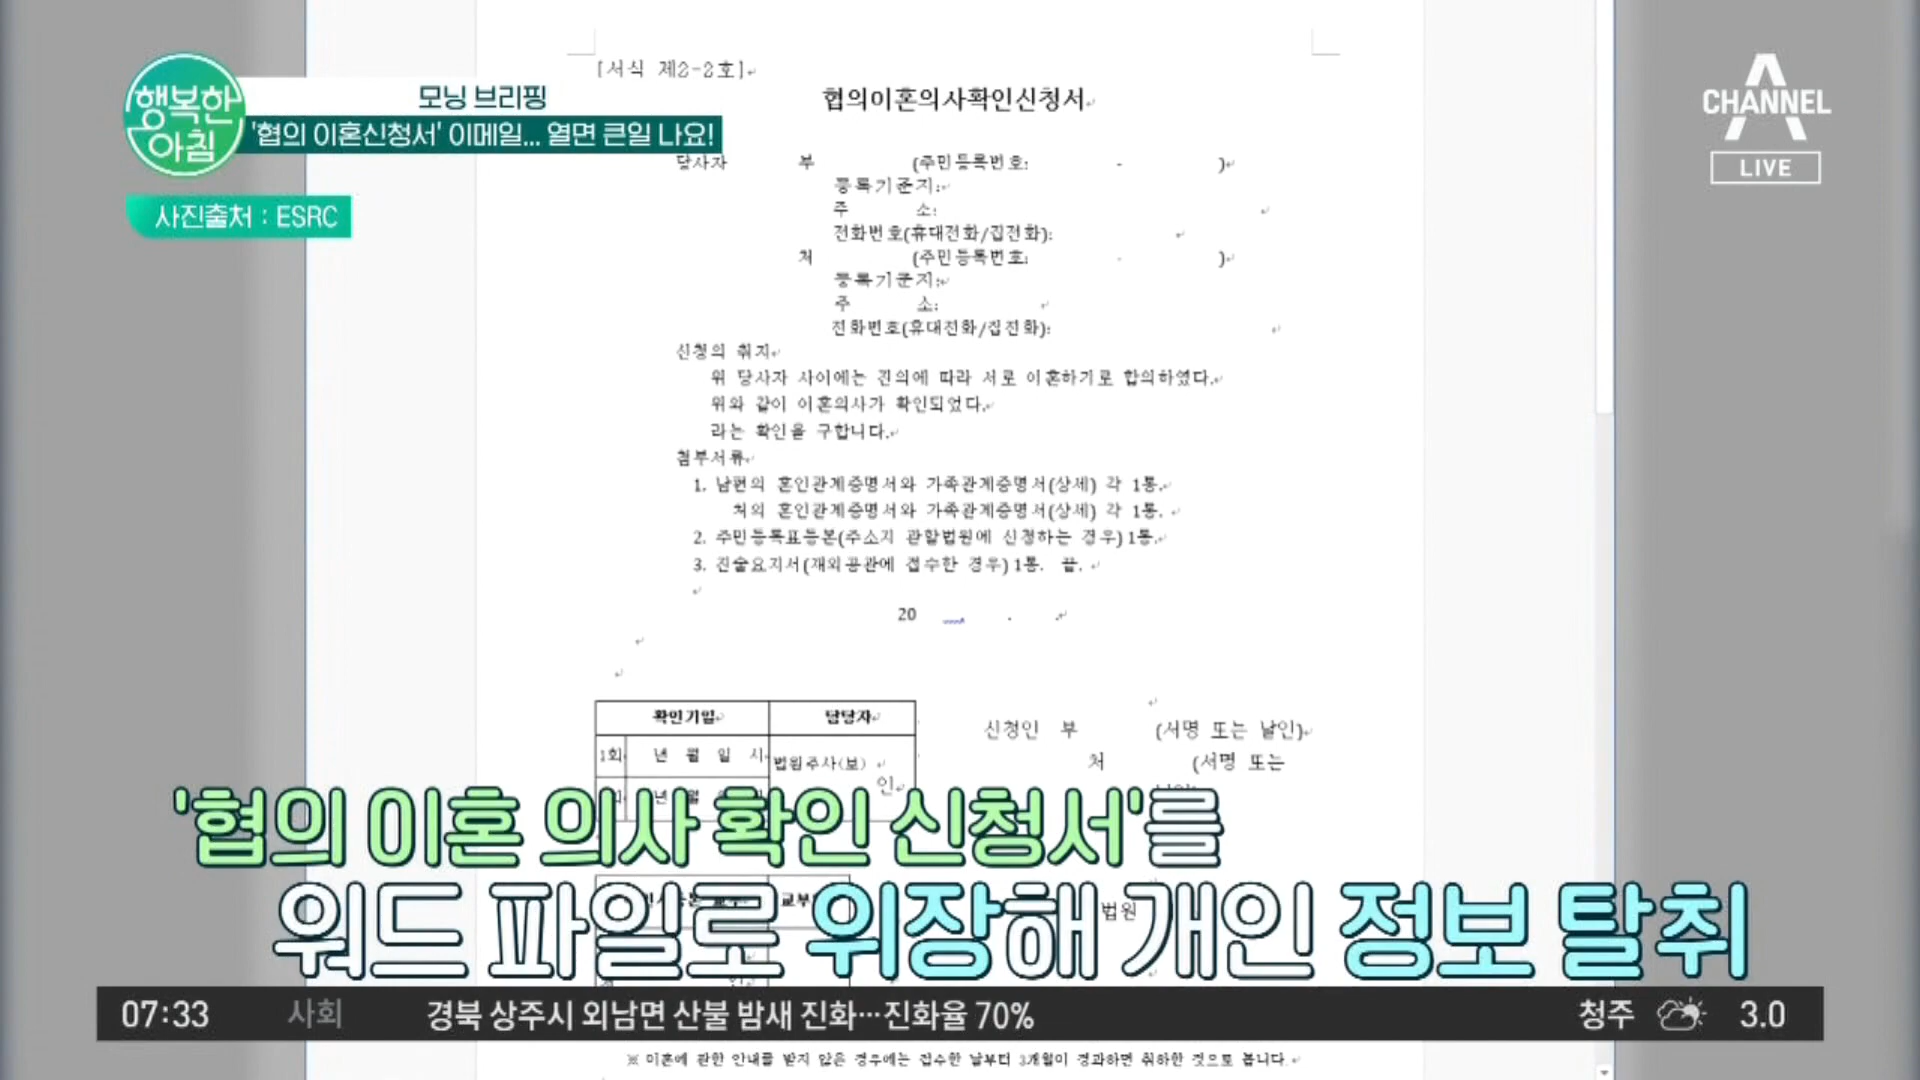 [서식 제2-2호]
행복한
아침
모닝 브리핑
'협의 이혼신청서' 이메일... 열면 큰일 나요!
사진출처 : ESRC
CHANNEL A
LIVE
협의이혼의사확인신청서
당사자 부 (주민등록번호: - )
등록기준지:
주 소:
전화번호(휴대전화/집전화):
처 (주민등록번호: - )
등록기준지:
주 소:
전화번호(휴대전화/집전화):
신청의 취지
위 당사자 사이에는 진의에 따라 서로 이혼하기로 합의하였다.
위와 같이 이혼의사가 확인되었다.
라는 확인을 구합니다.
첨부서류
1. 남편의 혼인관계증명서와 가족관계증명서(상세) 각 1통.
처의 혼인관계증명서와 가족관계증명서(상세) 각 1통.
2. 주민등록표등본(주소지 관할법원에 신청하는 경우) 1통.
3. 진술요지서(재외공관에 접수한 경우) 1통. 끝.
20 . .
확인기일 담당자
1회 년 월 일 시 법원주사(보)
인
신청인 부 (서명 또는 날인)
처 (서명 또는
'협의 이혼 의사 확인 신청서'를
워드 파일로 위장해 개인 정보 탈취
법원
07:33 사회 경북 상주시 외남면 산불 밤새 진화…진화율 70% 청주 3.0
※ 이혼에 관한 안내를 받지 않은 경우에는 접수한 날부터 3개월이 경과하면 취하한 것으로 봅니다.